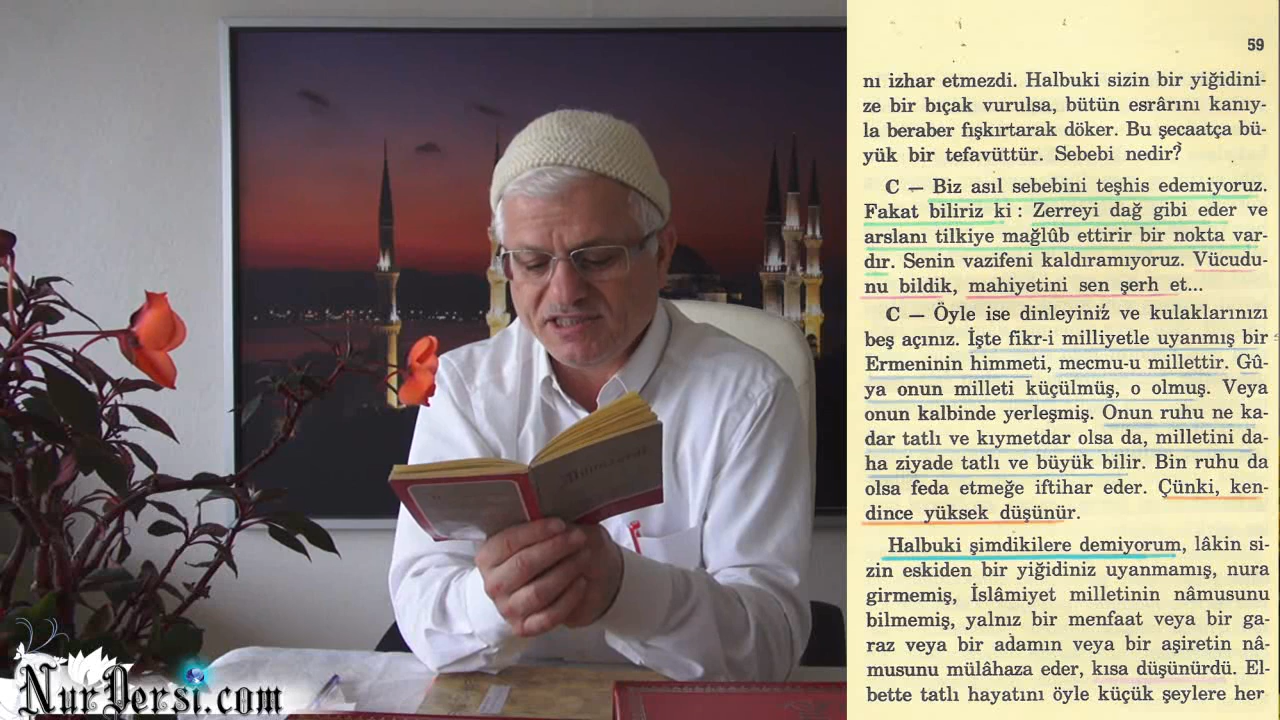 59
nı izhar etmezdi. Halbuki sizin bir yiğidini-
ze bir bıçak vurulsa, bütün esrârını kanıy-
la beraber fışkırtarak döker. Bu şecaatça bü-
yük bir tefavüttür. Sebebi nedir?
C — Biz asıl sebebini teşhis edemiyoruz.
Fakat biliriz ki : Zerreyi dağ gibi eder ve
arslanı tilkiye mağlûb ettirir bir nokta var-
dır. Senin vazifeni kaldıramıyoruz. Vücudu-
nu bildik, mahiyetini sen şerh et...
C — Öyle ise dinleyiniz ve kulaklarınızı
beş açınız. İşte fikr-i milliyetle uyanmış bir
Ermeninin himmeti, mecmu-u millettir. Gû-
ya onun milleti küçülmüş, o olmuş. Veya
onun kalbinde yerleşmiş. Onun ruhu ne ka-
dar tatlı ve kıymetdar olsa da, milletini da-
ha ziyade tatlı ve büyük bilir. Bin ruhu da
olsa feda etmeğe iftihar eder. Çünki, ken-
dince yüksek düşünür.
Halbuki şimdikilere demiyorum, lâkin si-
zin eskiden bir yiğidiniz uyanmamış, nura
girmemiş, İslâmiyet milletinin nâmusunu
bilmemiş, yalnız bir menfaat veya bir ga-
raz veya bir adamın veya bir aşiretin nâ-
musunu mülâhaza eder, kısa düşünürdü. El-
bette tatlı hayatını öyle küçük şeylere her
NurDersi.com